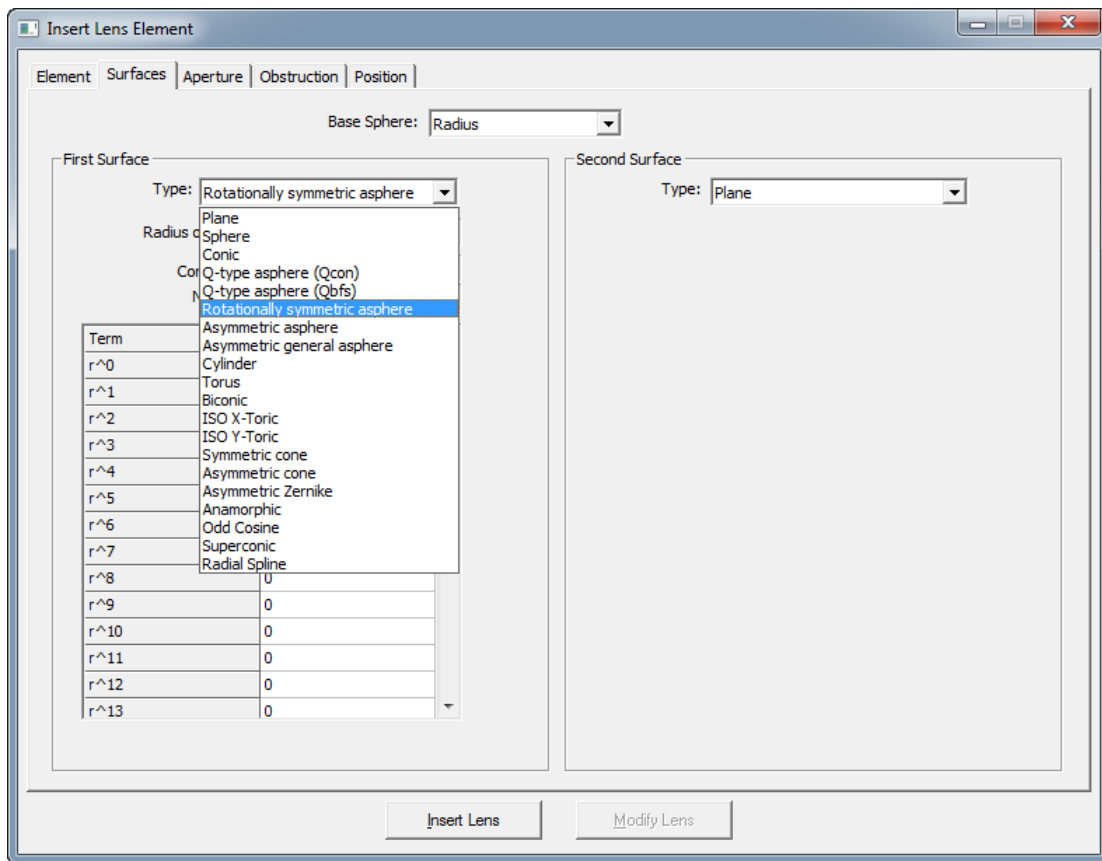 Insert Lens Element
Element Surfaces Aperture Obstruction Position
Base Sphere: Radius
First Surface
Type: Rotationally symmetric asphere
Plane
Sphere
Conic
Q-type asphere (Qcon)
Q-type asphere (Qbfs)
Rotationally symmetric asphere
Asymmetric asphere
Asymmetric general asphere
Cylinder
Torus
Biconic
ISO X-Toric
ISO Y-Toric
Symmetric cone
Asymmetric cone
Asymmetric Zernike
Anamorphic
Odd Cosine
Superconic
Radial Spline
Radius
Term
r^0
r^1
r^2
r^3
r^4
r^5
r^6
r^7
r^8 0
r^9 0
r^10 0
r^11 0
r^12 0
r^13 0
Second Surface
Type: Plane
Insert Lens
Modify Lens